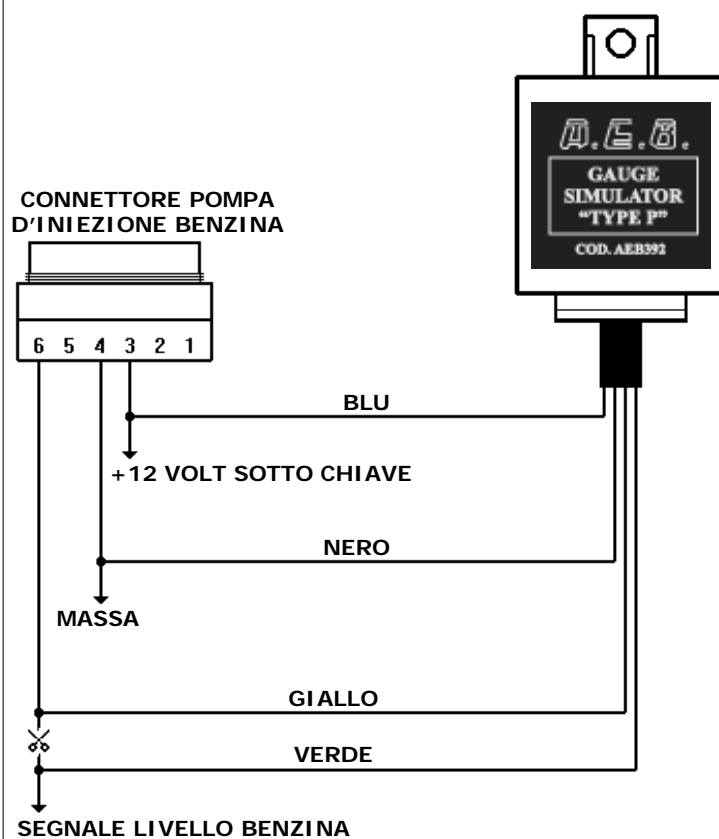 A.E.B.
GAUGE
SIMULATOR
"TYPE P"
COD. AEB392
CONNETTORE POMPA
D'INIEZIONE BENZINA
6 5 4 3 2 1
BLU
+12 VOLT SOTTO CHIAVE
NERO
MASSA
GIALLO
VERDE
SEGNALE LIVELLO BENZINA